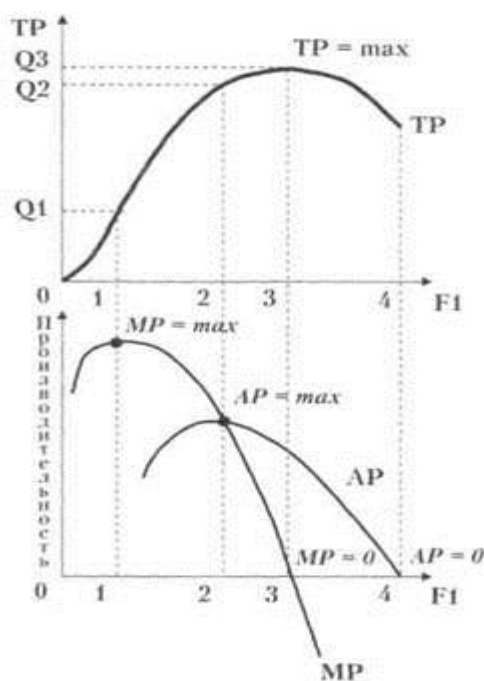 TP
Q3
TP = max
Q2
TP
Q1
0 1 2 3 4 F1
Производительность
MP = max
AP = max
AP
MP = 0
AP = 0
0 1 2 3 4 F1
MP